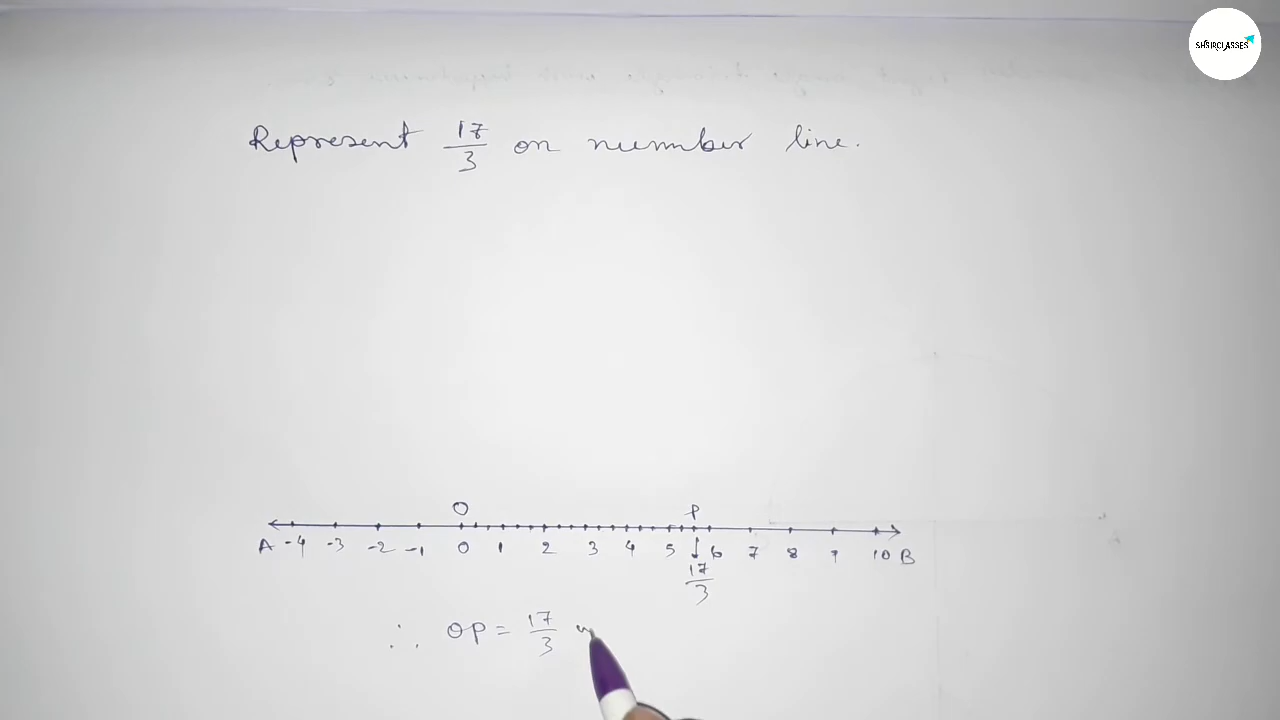 SHSIRCLASSES
Represent 17/3 on number line.
O P
A -4 -3 -2 -1 0 1 2 3 4 5 6 7 8 9 10 B
17/3
∴ OP = 17/3